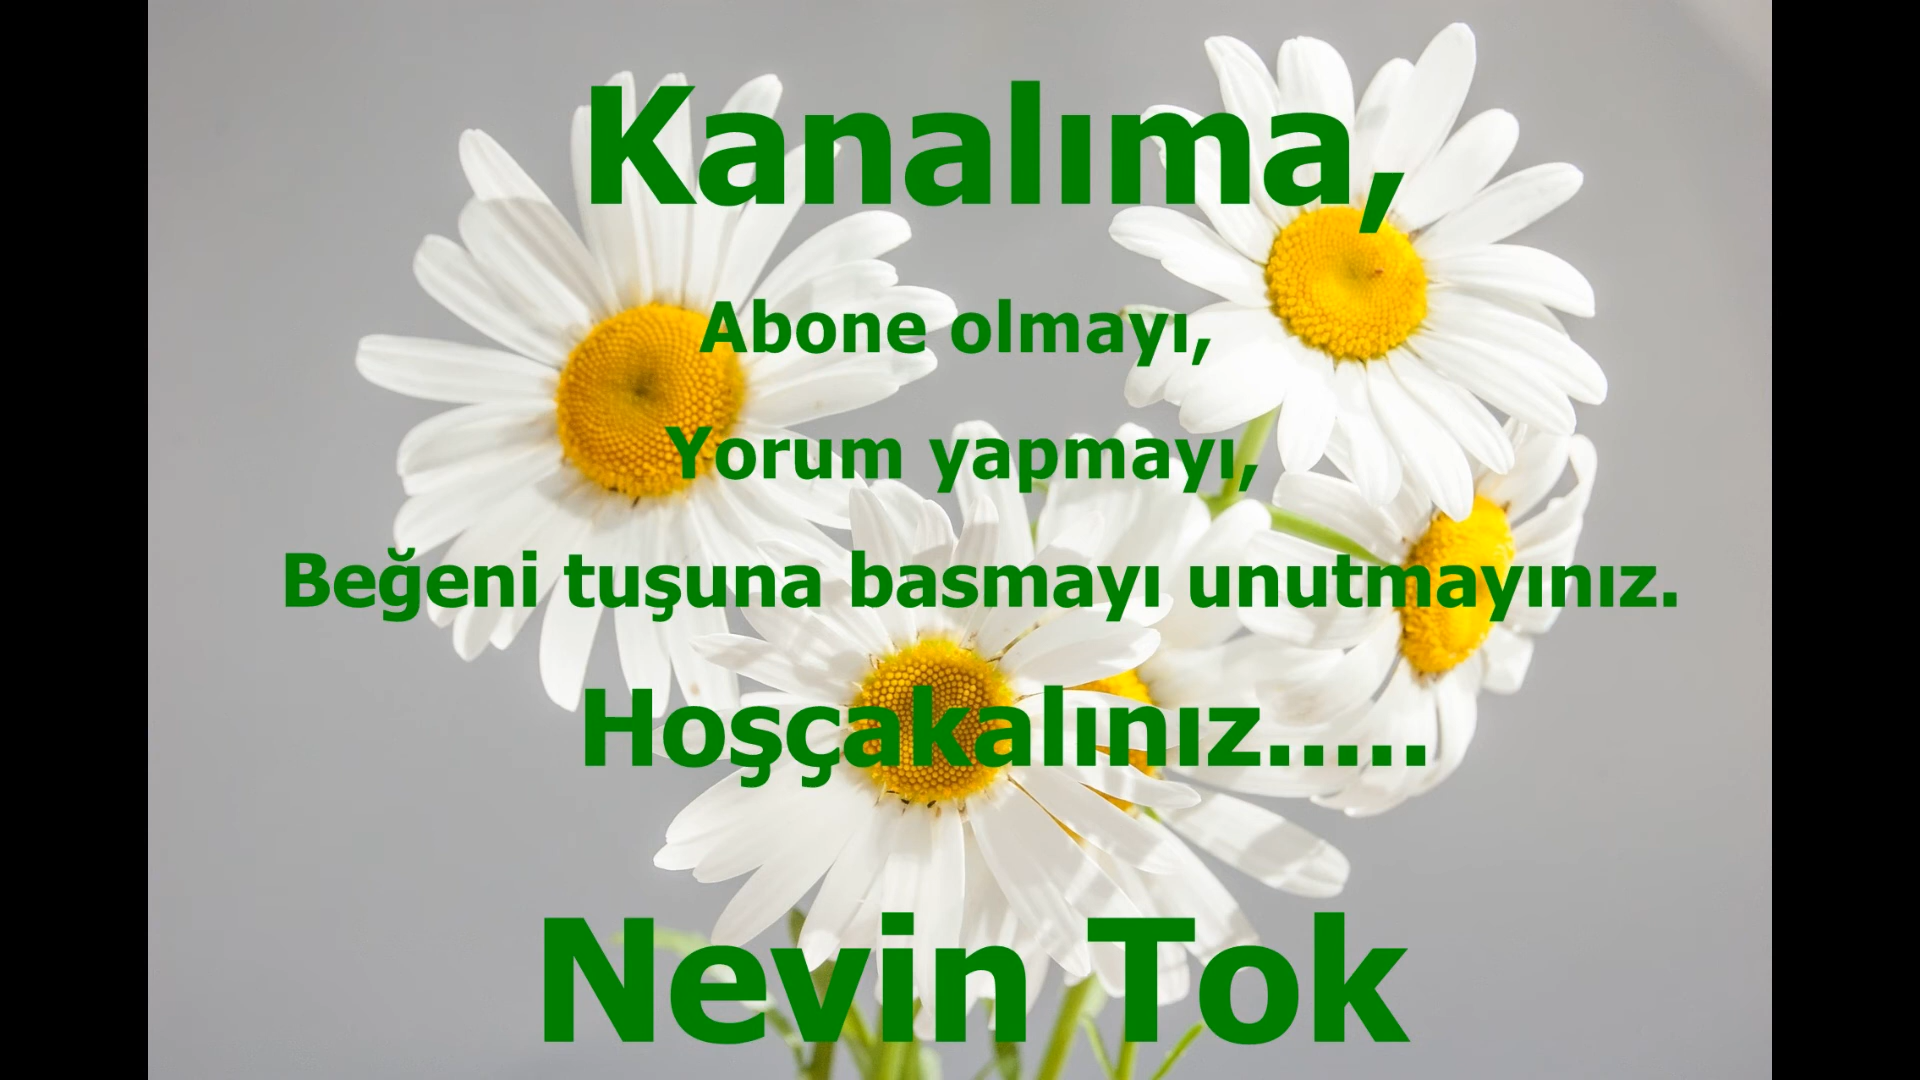 Kanalıma,
Abone olmayı,
Yorum yapmayı,
Beğeni tuşuna basmayı unutmayınız.
Hoşçakalınız.....
Nevin Tok